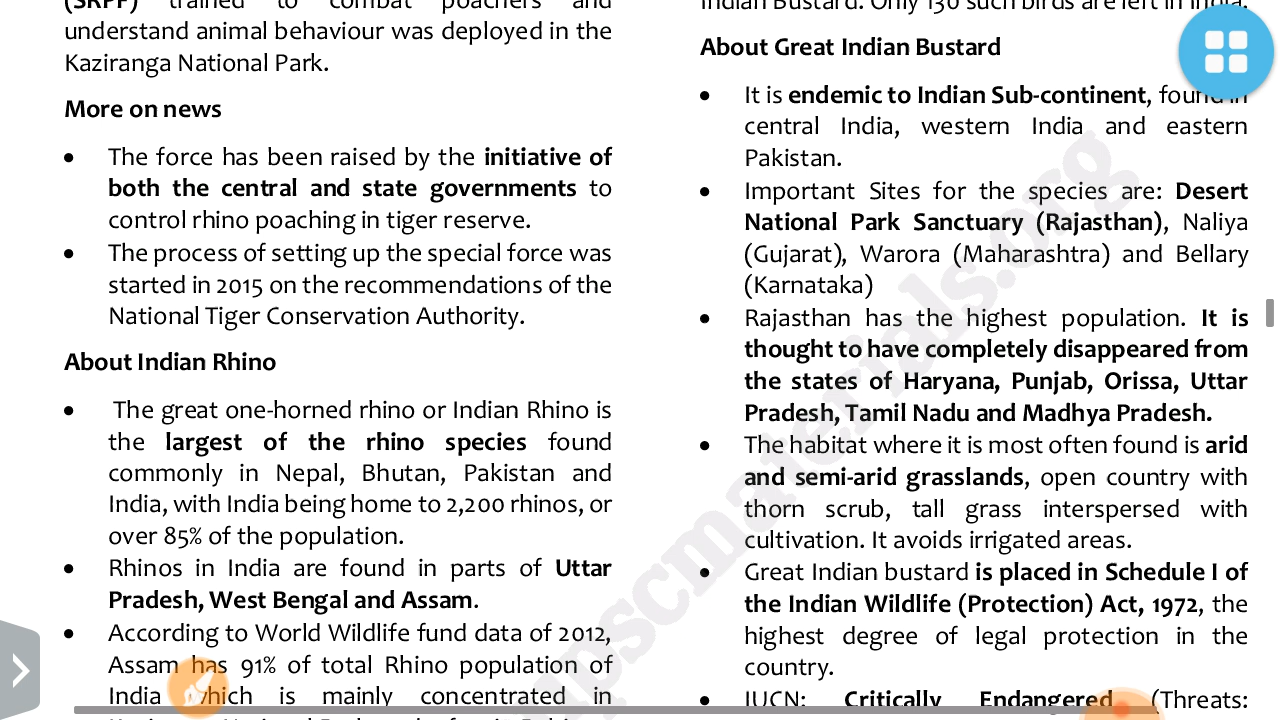 (SRPF) trained to combat poachers and
understand animal behaviour was deployed in the
Kaziranga National Park.
More on news
• The force has been raised by the initiative of
both the central and state governments to
control rhino poaching in tiger reserve.
• The process of setting up the special force was
started in 2015 on the recommendations of the
National Tiger Conservation Authority.
About Indian Rhino
• The great one-horned rhino or Indian Rhino is
the largest of the rhino species found
commonly in Nepal, Bhutan, Pakistan and
India, with India being home to 2,200 rhinos, or
over 85% of the population.
• Rhinos in India are found in parts of Uttar
Pradesh, West Bengal and Assam.
• According to World Wildlife fund data of 2012,
Assam has 91% of total Rhino population of
India which is mainly concentrated in
Indian Bustard. Only 130 such birds are left in India.
About Great Indian Bustard
• It is endemic to Indian Sub-continent, found in
central India, western India and eastern
Pakistan.
• Important Sites for the species are: Desert
National Park Sanctuary (Rajasthan), Naliya
(Gujarat), Warora (Maharashtra) and Bellary
(Karnataka)
• Rajasthan has the highest population. It is
thought to have completely disappeared from
the states of Haryana, Punjab, Orissa, Uttar
Pradesh, Tamil Nadu and Madhya Pradesh.
• The habitat where it is most often found is arid
and semi-arid grasslands, open country with
thorn scrub, tall grass interspersed with
cultivation. It avoids irrigated areas.
• Great Indian bustard is placed in Schedule I of
the Indian Wildlife (Protection) Act, 1972, the
highest degree of legal protection in the
country.
• IUCN: Critically Endangered (Threats:
upscmaterials.org